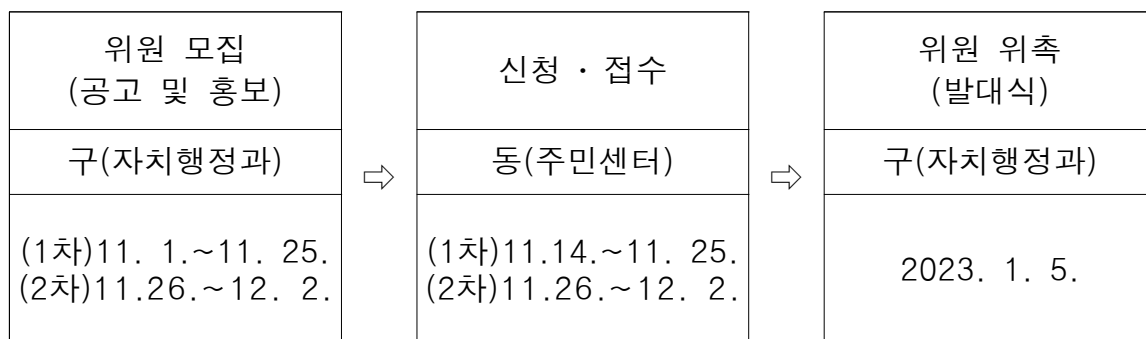 위원 모집
(공고 및 홍보)
구(자치행정과)
(1차)11. 1.~11. 25.
(2차)11.26.~12. 2.
⇨
신청 · 접수
동(주민센터)
(1차)11.14.~11. 25.
(2차)11.26.~12. 2.
⇨
위원 위촉
(발대식)
구(자치행정과)
2023. 1. 5.